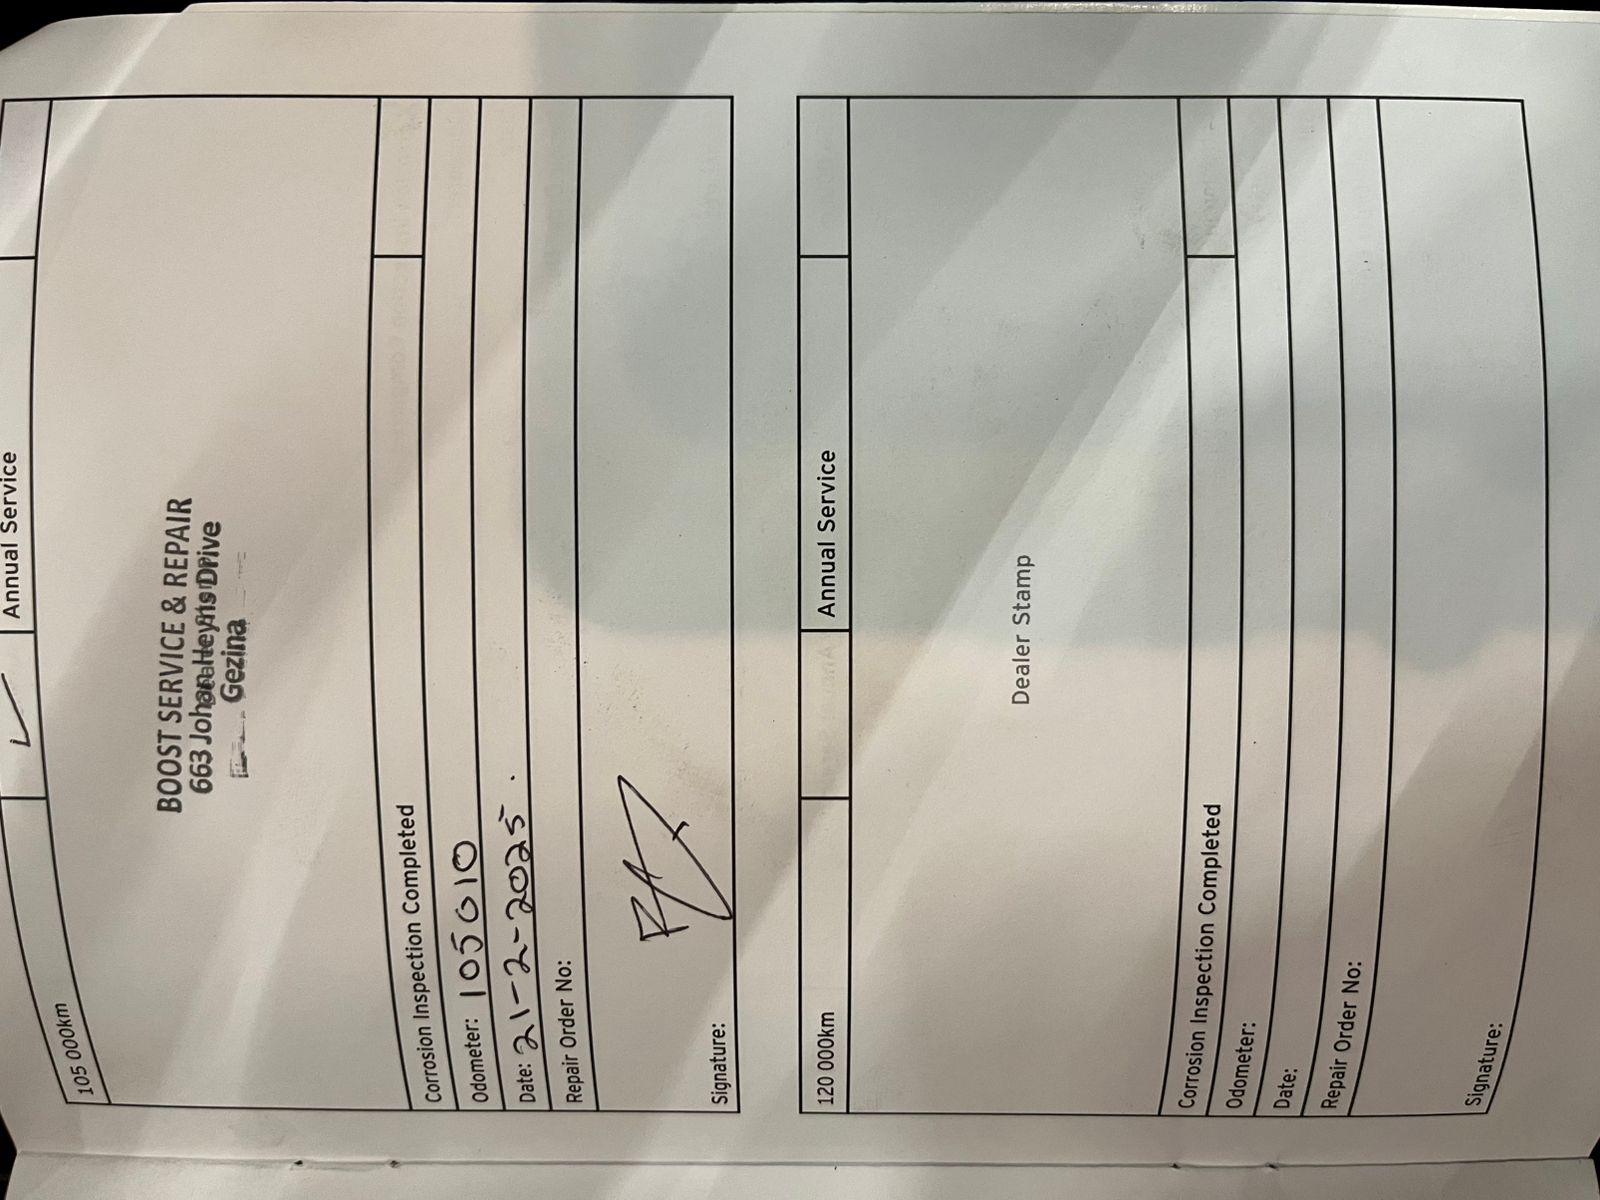 105 000km ✓ Annual Service
BOOST SERVICE & REPAIR
663 Johan Heyns Drive
Gezina
Corrosion Inspection Completed
Odometer: 105010
Date: 21-2-2025.
Repair Order No:
Signature:
120 000km Annual Service
Dealer Stamp
Corrosion Inspection Completed
Odometer:
Date:
Repair Order No:
Signature: